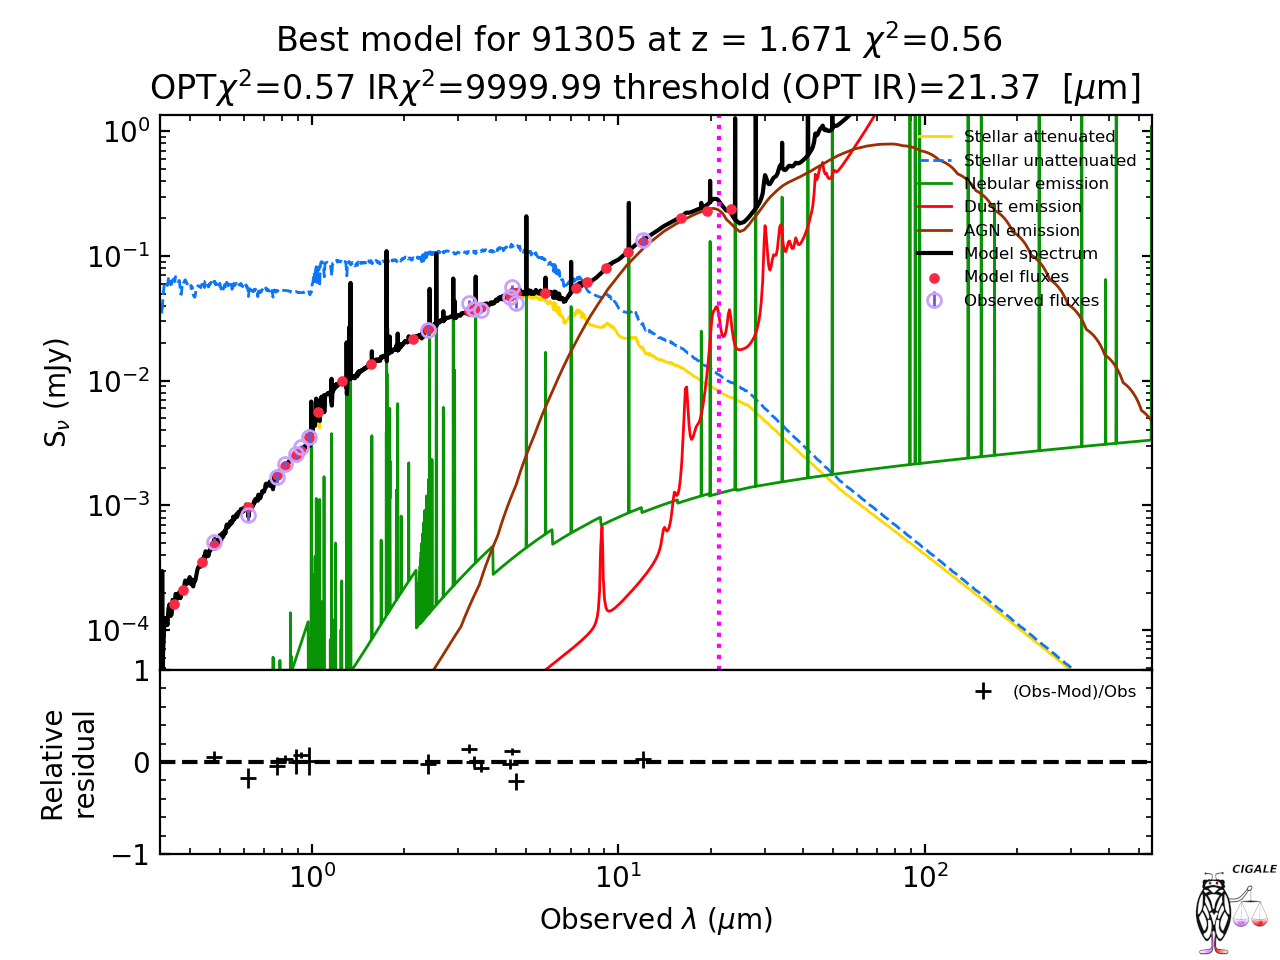 Best model for 91305 at z = 1.671 χ²=0.56
OPTχ²=0.57 IRχ²=9999.99 threshold (OPT IR)=21.37 [μm]
10⁰
10⁻¹
10⁻²
10⁻³
10⁻⁴
S_ν (mJy)
Stellar attenuated
Stellar unattenuated
Nebular emission
Dust emission
AGN emission
Model spectrum
Model fluxes
Observed fluxes
1
0
−1
Relative
residual
(Obs-Mod)/Obs
10⁰ 10¹ 10²
Observed λ (μm)
CIGALE